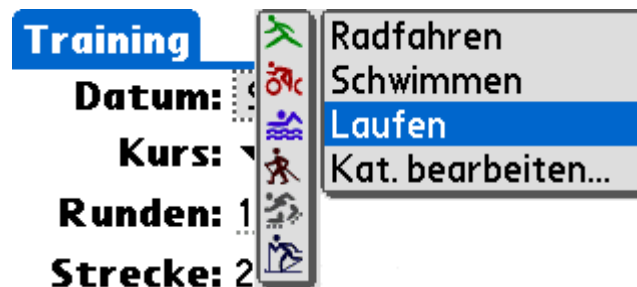 Training
Datum:
Kurs:
Runden: 1
Strecke: 2
Radfahren
Schwimmen
Laufen
Kat. bearbeiten...